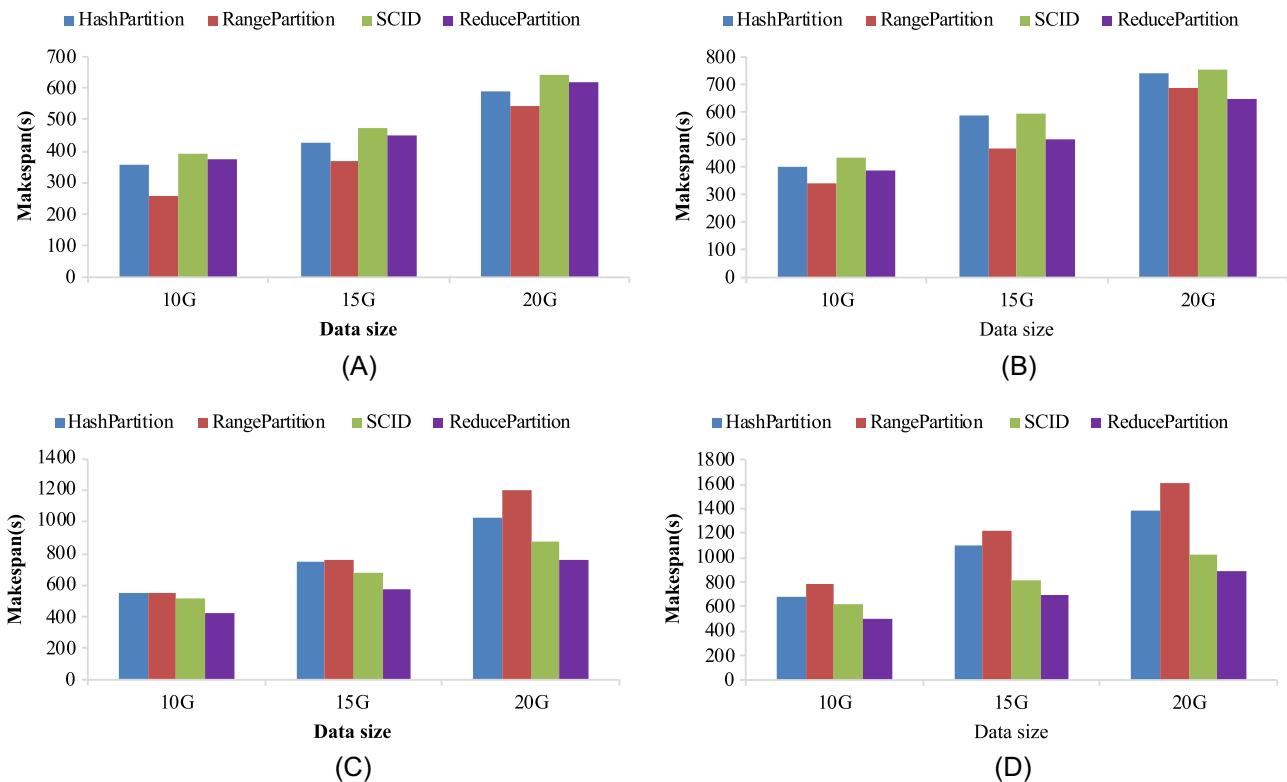 (A)
HashPartition RangePartition SCID ReducePartition
700
600
500
400
300
200
100
0
Makespan(s)
10G 15G 20G
Data size
(A)
(B)
HashPartition RangePartition SCID ReducePartition
800
700
600
500
400
300
200
100
0
Makespan(s)
10G 15G 20G
Data size
(B)
HashPartition RangePartition SCID ReducePartition
1400
1200
1000
800
600
400
200
0
Makespan(s)
10G 15G 20G
Data size
(C)
HashPartition RangePartition SCID ReducePartition
1800
1600
1400
1200
1000
800
600
400
200
0
Makespan(s)
10G 15G 20G
Data size
(D)